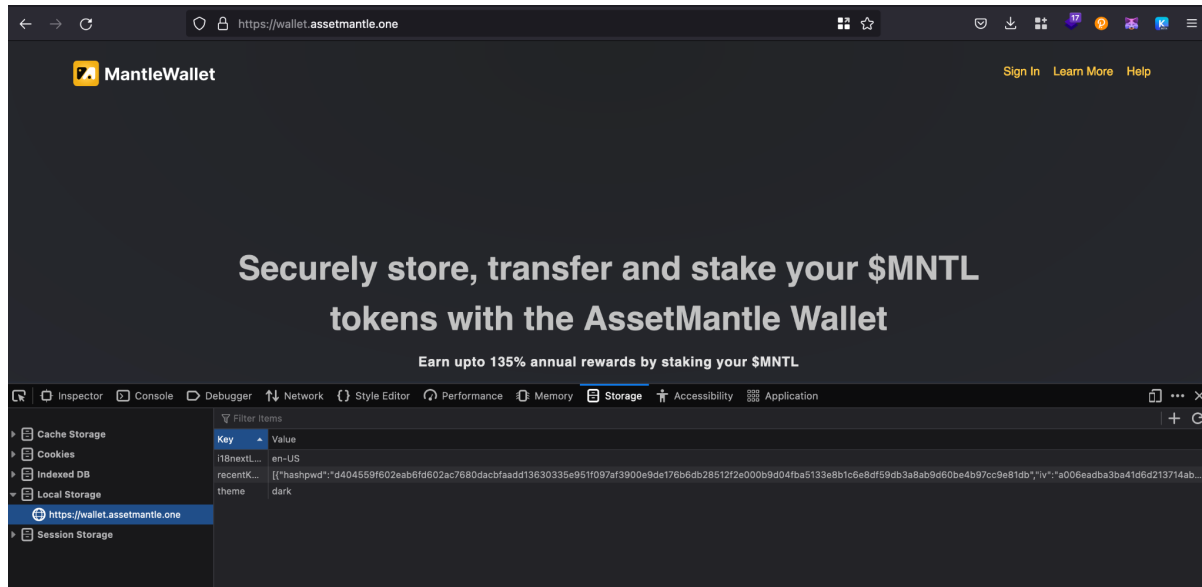 https://wallet.assetmantle.one
17
K
MantleWallet
Sign In Learn More Help
Securely store, transfer and stake your $MNTL
tokens with the AssetMantle Wallet
Earn upto 135% annual rewards by staking your $MNTL
Inspector Console Debugger Network Style Editor Performance Memory Storage Accessibility Application
Filter Items
Cache Storage
Cookies
Indexed DB
Local Storage
https://wallet.assetmantle.one
Session Storage
Key Value
i18nextL... en-US
recentK... [{"hashpwd":"d404559f602eab6fd602ac7680dacbfaadd13630335e951f097af3900e9de176b6db28512f2e000b9d04fba5133e8b1c6e8df59db3a8ab9d60be4b97cc9e81db","iv":"a006eadba3ba41d6d213714ab...
theme dark